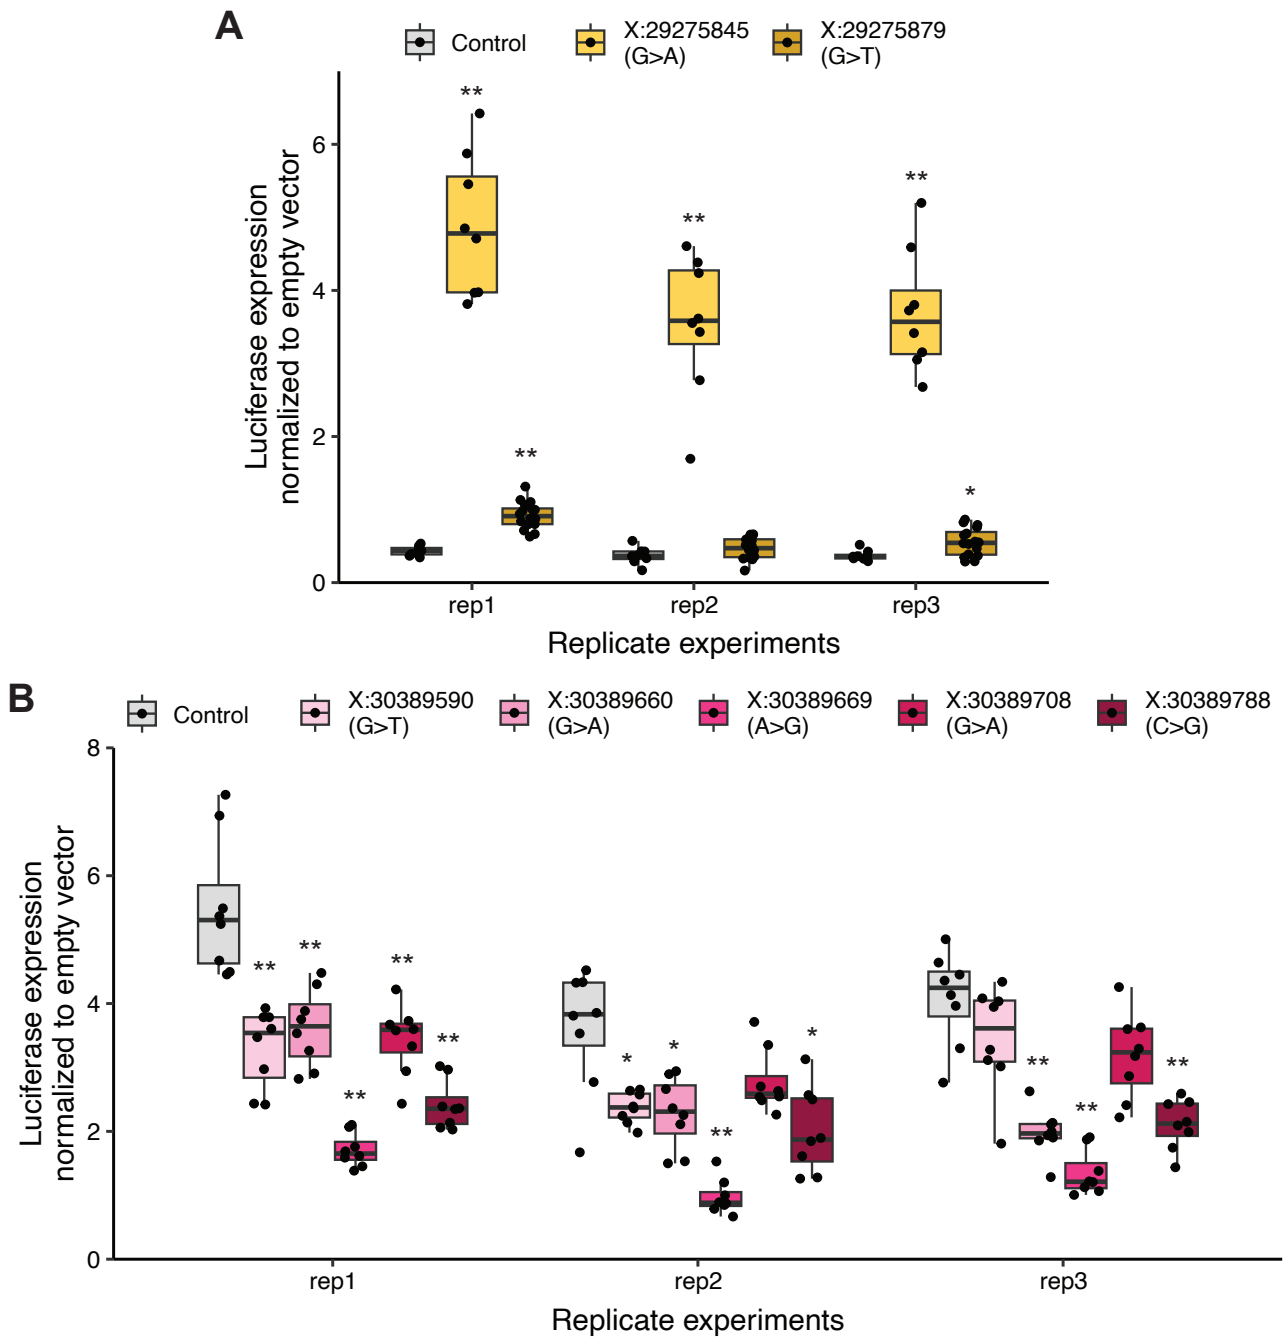 A
Control
X:29275845
(G>A)
X:29275879
(G>T)
Luciferase expression
normalized to empty vector
6
4
2
0
**
**
**
**
*
rep1
rep2
rep3
Replicate experiments
B
Control
X:30389590
(G>T)
X:30389660
(G>A)
X:30389669
(A>G)
X:30389708
(G>A)
X:30389788
(C>G)
Luciferase expression
normalized to empty vector
8
6
4
2
0
**
**
**
**
**
*
*
**
*
**
**
**
rep1
rep2
rep3
Replicate experiments